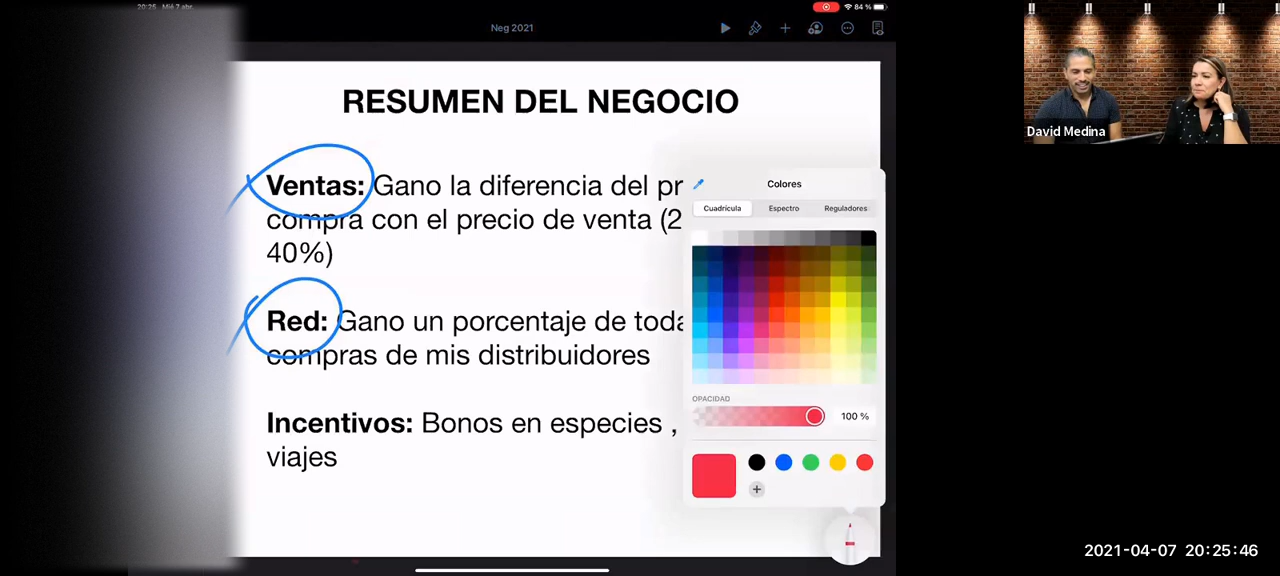 20:25 Mié 7 abr.
84 %
Neg 2021
RESUMEN DEL NEGOCIO
Ventas: Gano la diferencia del pr
compra con el precio de venta (2
40%)
Red: Gano un porcentaje de toda
compras de mis distribuidores
Incentivos: Bonos en especies ,
viajes
Colores
Cuadrícula Espectro Reguladores
OPACIDAD
100 %
David Medina
2021-04-07 20:25:46